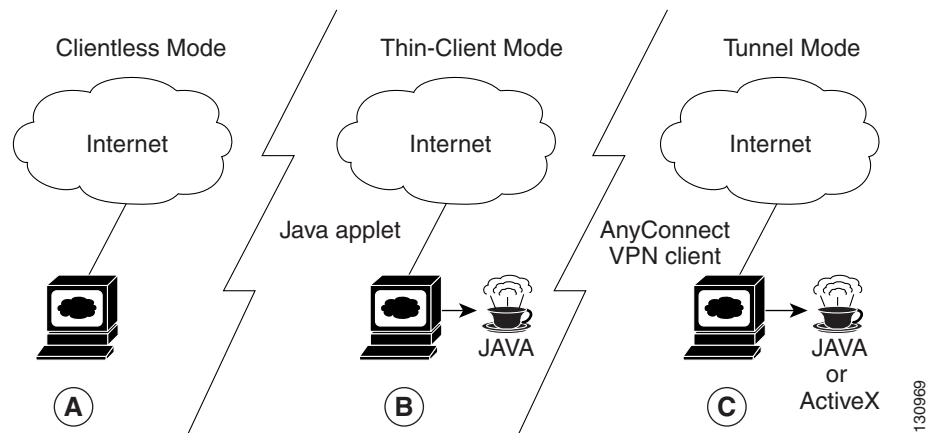 Clientless Mode
Internet
A
Thin-Client Mode
Internet
Java applet
JAVA
B
Tunnel Mode
Internet
AnyConnect
VPN client
JAVA
or
ActiveX
C
130969